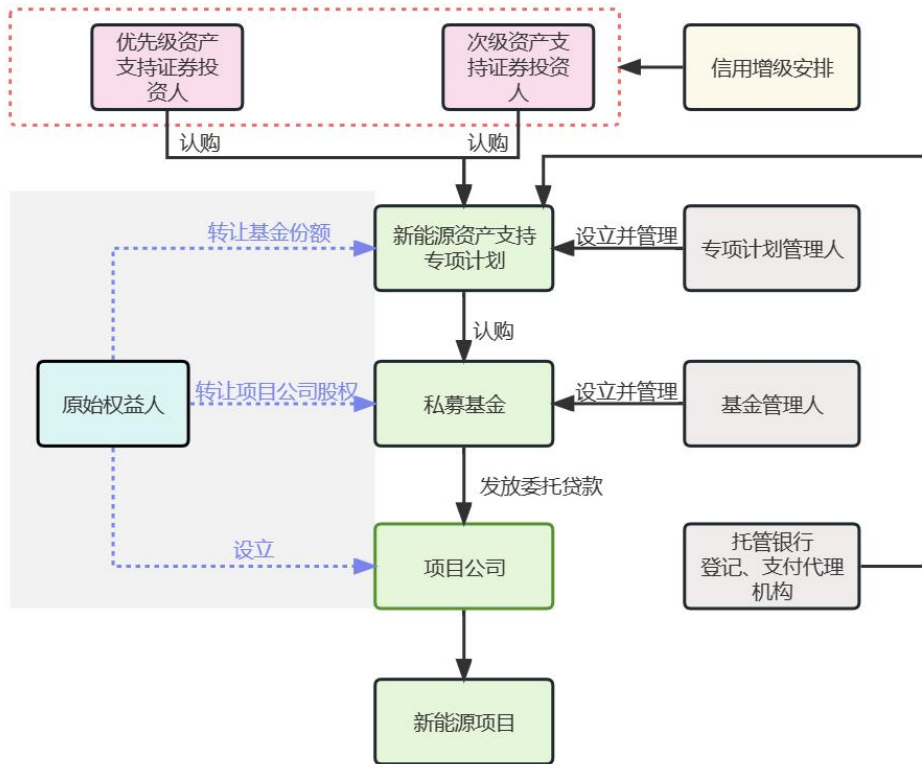 优先级资产
支持证券投
资人
次级资产支
持证券投资
人
信用增级安排
认购
认购
转让基金份额
新能源资产支持
专项计划
设立并管理
专项计划管理人
认购
原始权益人
转让项目公司股权
私募基金
设立并管理
基金管理人
发放委托贷款
设立
项目公司
托管银行
登记、支付代理
机构
新能源项目